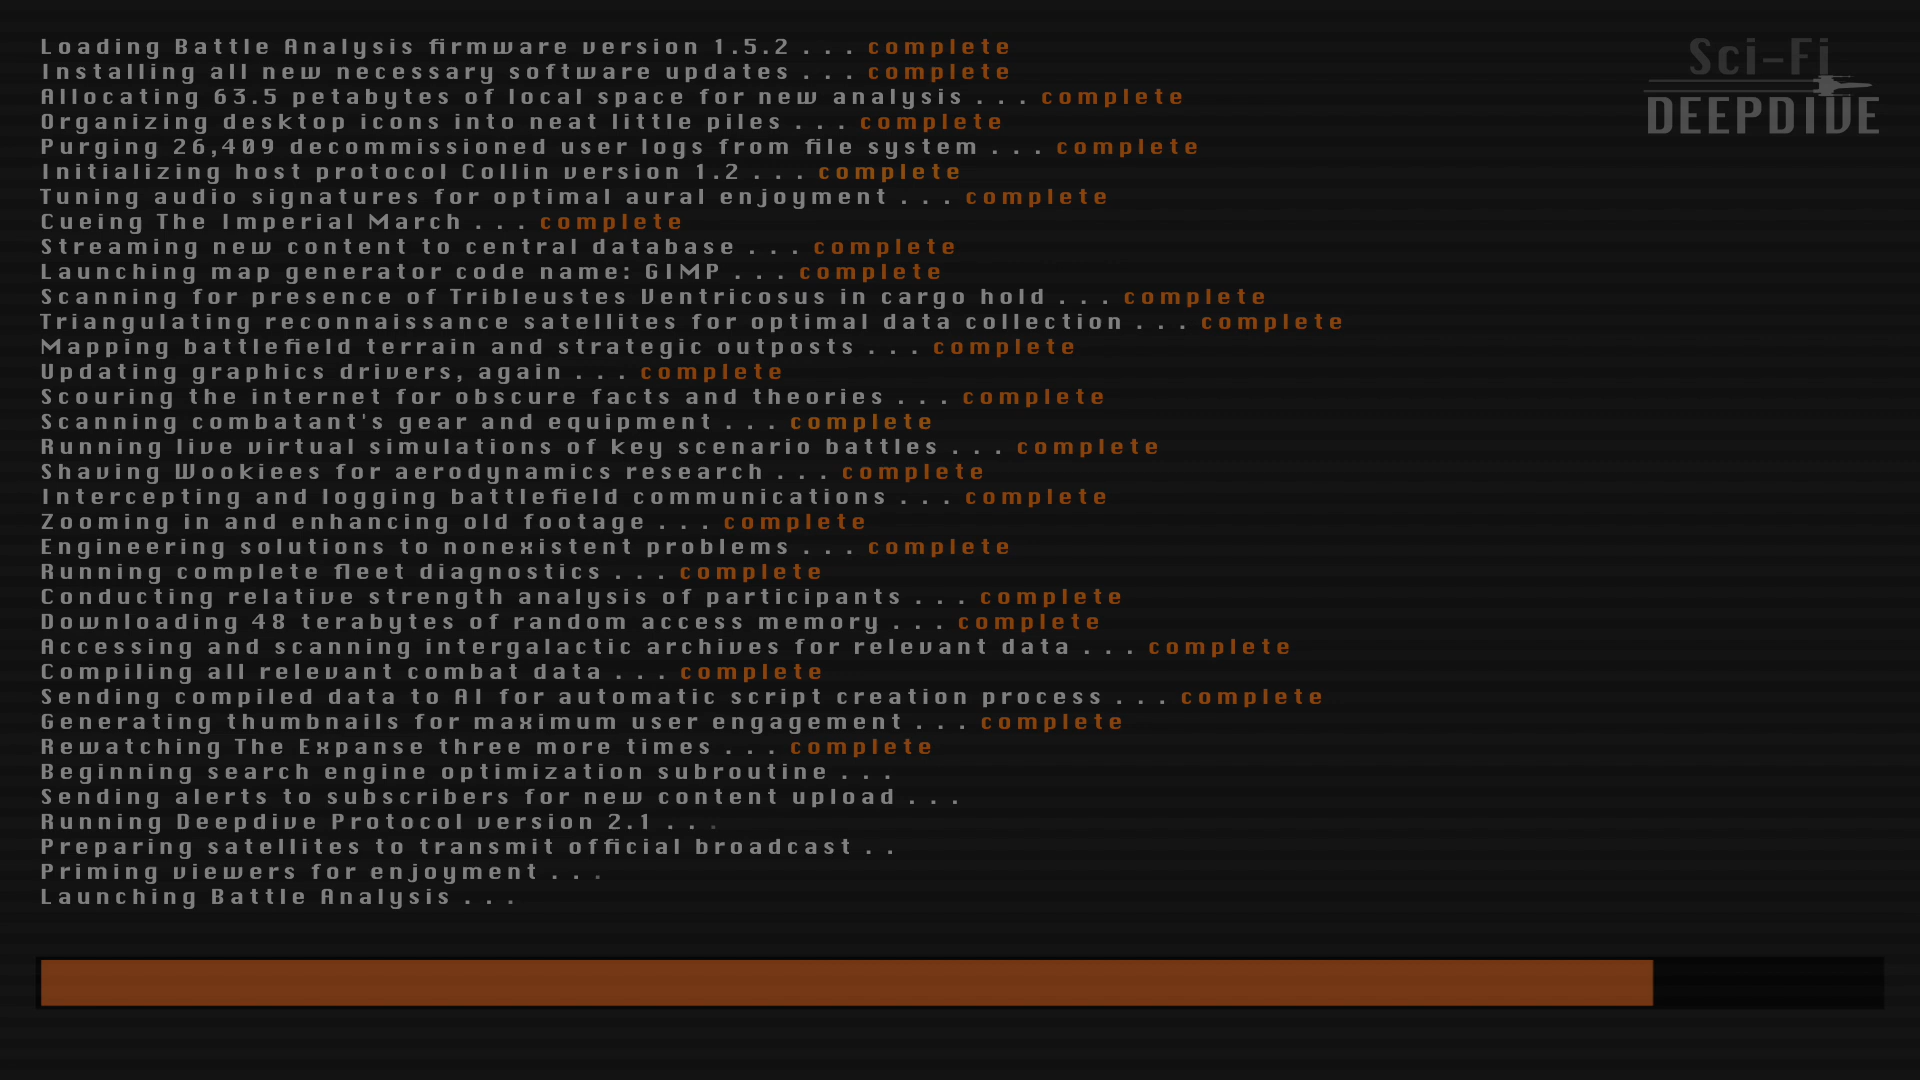 Loading Battle Analysis firmware version 1.5.2 . . . complete
Installing all new necessary software updates . . . complete
Allocating 63.5 petabytes of local space for new analysis . . . complete
Organizing desktop icons into neat little piles . . . complete
Purging 26,409 decommissioned user logs from file system . . . complete
Initializing host protocol Collin version 1.2 . . . complete
Tuning audio signatures for optimal aural enjoyment . . . complete
Cueing The Imperial March . . . complete
Streaming new content to central database . . . complete
Launching map generator code name: GIMP . . . complete
Scanning for presence of Tribleustes Ventricosus in cargo hold . . . complete
Triangulating reconnaissance satellites for optimal data collection . . . complete
Mapping battlefield terrain and strategic outposts . . . complete
Updating graphics drivers, again . . . complete
Scouring the internet for obscure facts and theories . . . complete
Scanning combatant's gear and equipment . . . complete
Running live virtual simulations of key scenario battles . . . complete
Shaving Wookiees for aerodynamics research . . . complete
Intercepting and logging battlefield communications . . . complete
Zooming in and enhancing old footage . . . complete
Engineering solutions to nonexistent problems . . . complete
Running complete fleet diagnostics . . . complete
Conducting relative strength analysis of participants . . . complete
Downloading 48 terabytes of random access memory . . . complete
Accessing and scanning intergalactic archives for relevant data . . . complete
Compiling all relevant combat data . . . complete
Sending compiled data to AI for automatic script creation process . . . complete
Generating thumbnails for maximum user engagement . . . complete
Rewatching The Expanse three more times . . . complete
Beginning search engine optimization subroutine . . .
Sending alerts to subscribers for new content upload . . .
Running Deepdive Protocol version 2.1 . . .
Preparing satellites to transmit official broadcast . .
Priming viewers for enjoyment . . .
Launching Battle Analysis . . .
Sci-Fi
DEEPDIVE